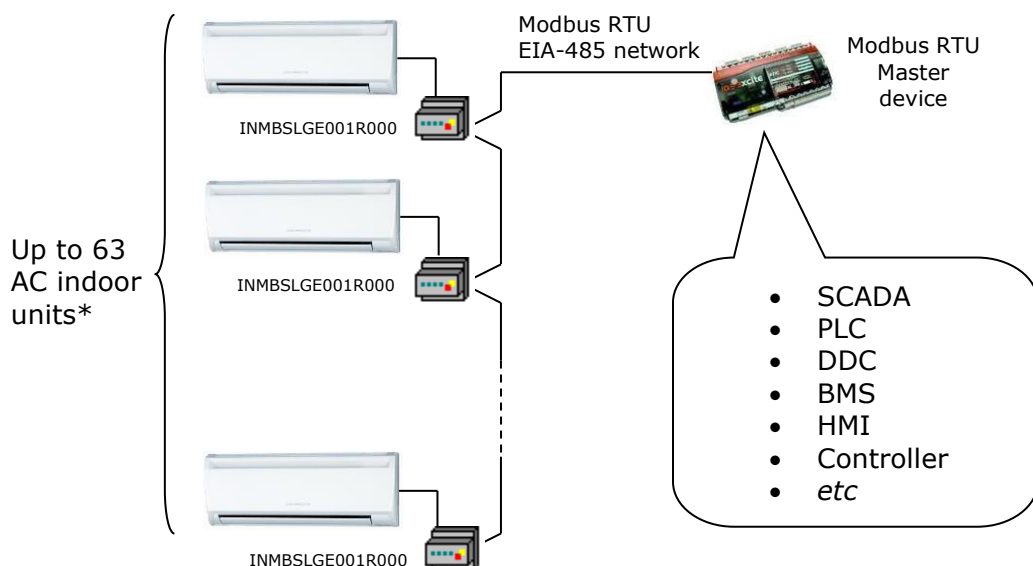 Modbus RTU
EIA-485 network
Modbus RTU
Master
device
INMBSLGE001R000
INMBSLGE001R000
Up to 63
AC indoor
units*
• SCADA
• PLC
• DDC
• BMS
• HMI
• Controller
• etc
INMBSLGE001R000